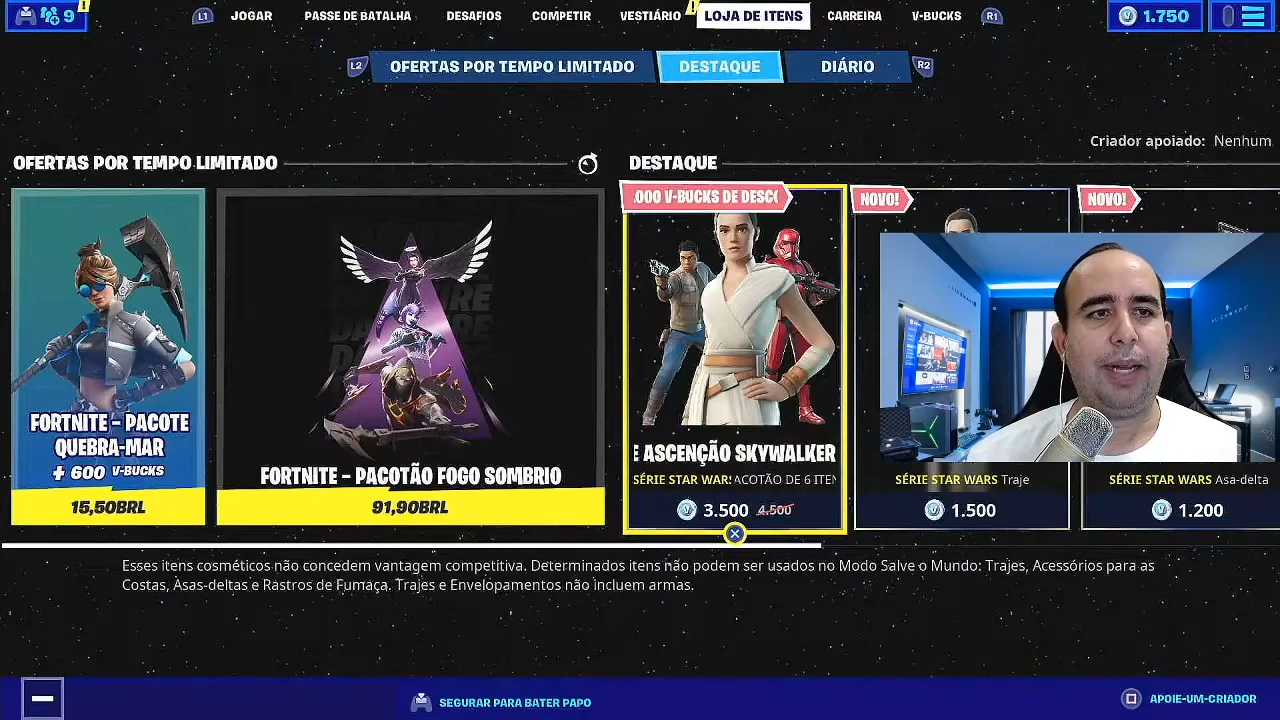 9
L1
JOGAR
PASSE DE BATALHA
DESAFIOS
COMPETIR
VESTIÁRIO
LOJA DE ITENS
CARREIRA
V-BUCKS
R1
1.750
L2
OFERTAS POR TEMPO LIMITADO
DESTAQUE
DIÁRIO
R2
Criador apoiado: Nenhum
OFERTAS POR TEMPO LIMITADO
DESTAQUE
FORTNITE - PACOTE
QUEBRA-MAR
+ 600 V-BUCKS
15,50BRL
FORTNITE - PACOTÃO FOGO SOMBRIO
91,90BRL
.000 V-BUCKS DE DESC
E ASCENÇÃO SKYWALKER
SÉRIE STAR WARS ACOTÃO DE 6 ITEN
3.500 4.500
NOVO!
SÉRIE STAR WARS Traje
1.500
NOVO!
SÉRIE STAR WARS Asa-delta
1.200
Esses itens cosméticos não concedem vantagem competitiva. Determinados itens não podem ser usados no Modo Salve o Mundo: Trajes, Acessórios para as
Costas, Asas-deltas e Rastros de Fumaça. Trajes e Envelopamentos não incluem armas.
SEGURAR PARA BATER PAPO
APOIE-UM-CRIADOR